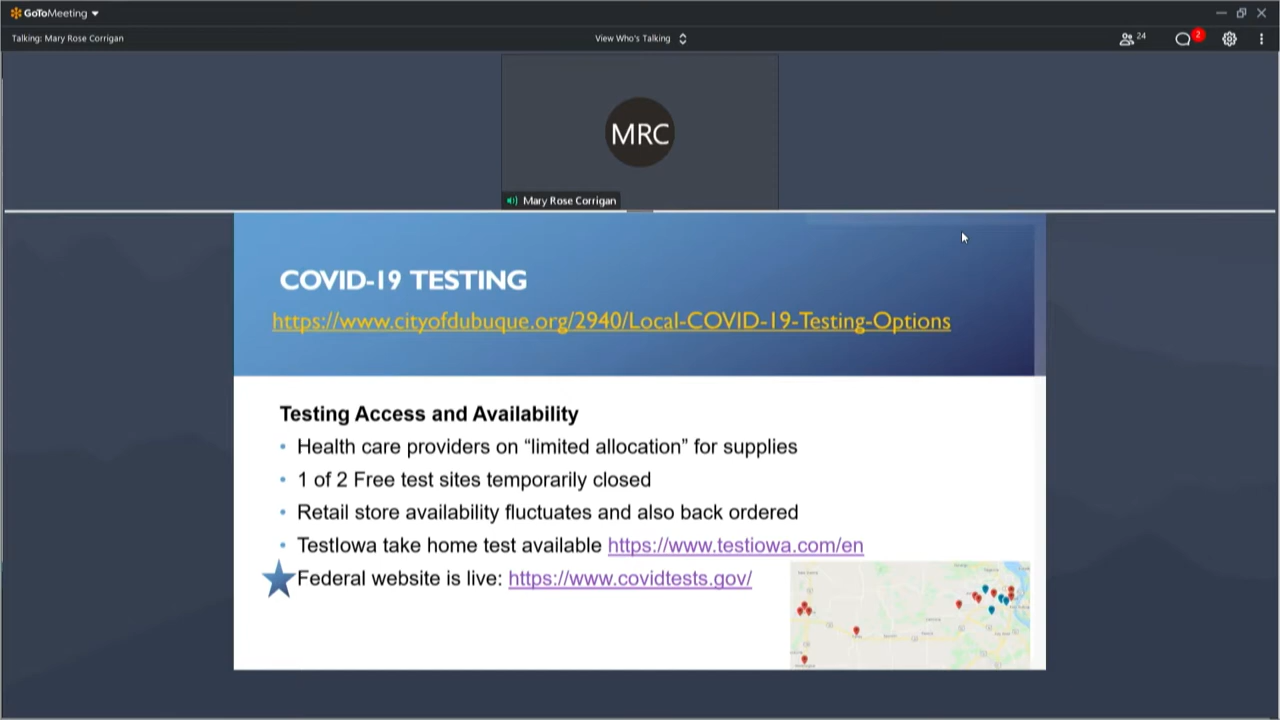 GoToMeeting
Talking: Mary Rose Corrigan
View Who's Talking
24
2
MRC
Mary Rose Corrigan
COVID-19 TESTING
https://www.cityofdubuque.org/2940/Local-COVID-19-Testing-Options
Testing Access and Availability
• Health care providers on “limited allocation” for supplies
• 1 of 2 Free test sites temporarily closed
• Retail store availability fluctuates and also back ordered
• TestIowa take home test available https://www.testiowa.com/en
Federal website is live: https://www.covidtests.gov/